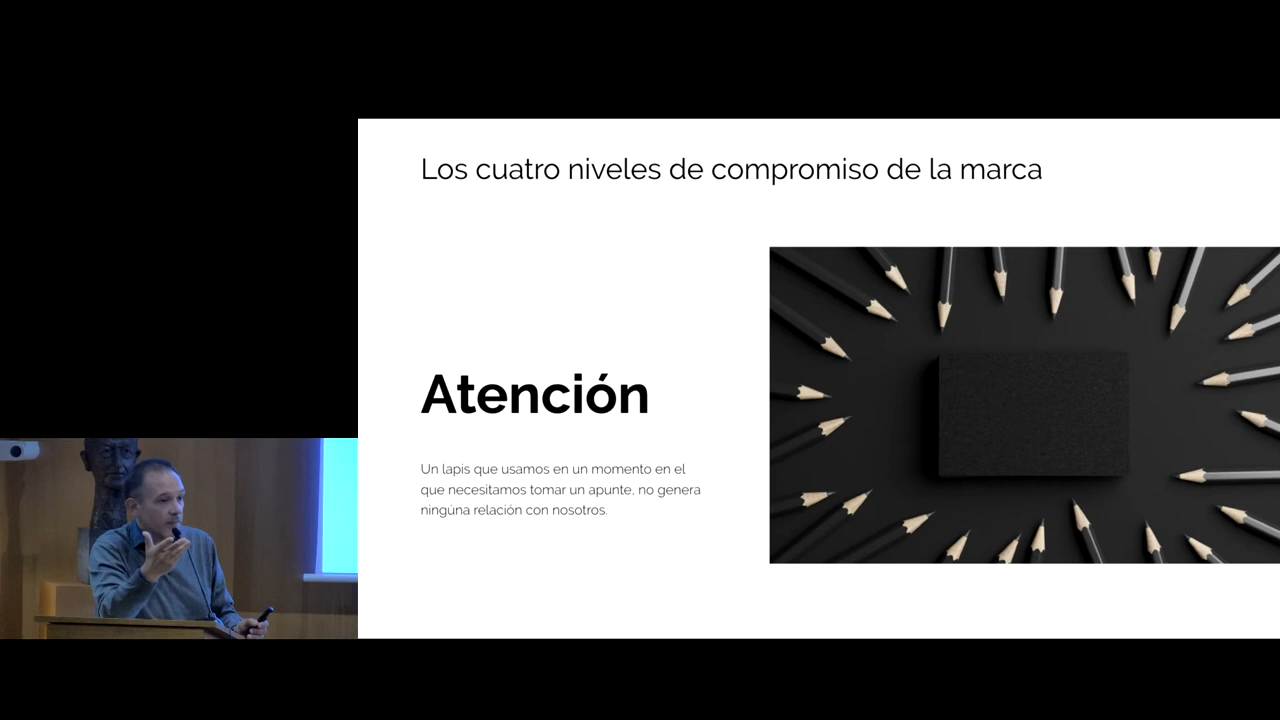 Los cuatro niveles de compromiso de la marca
Atención
Un lapis que usamos en un momento en el
que necesitamos tomar un apunte, no genera
ningúna relación con nosotros.